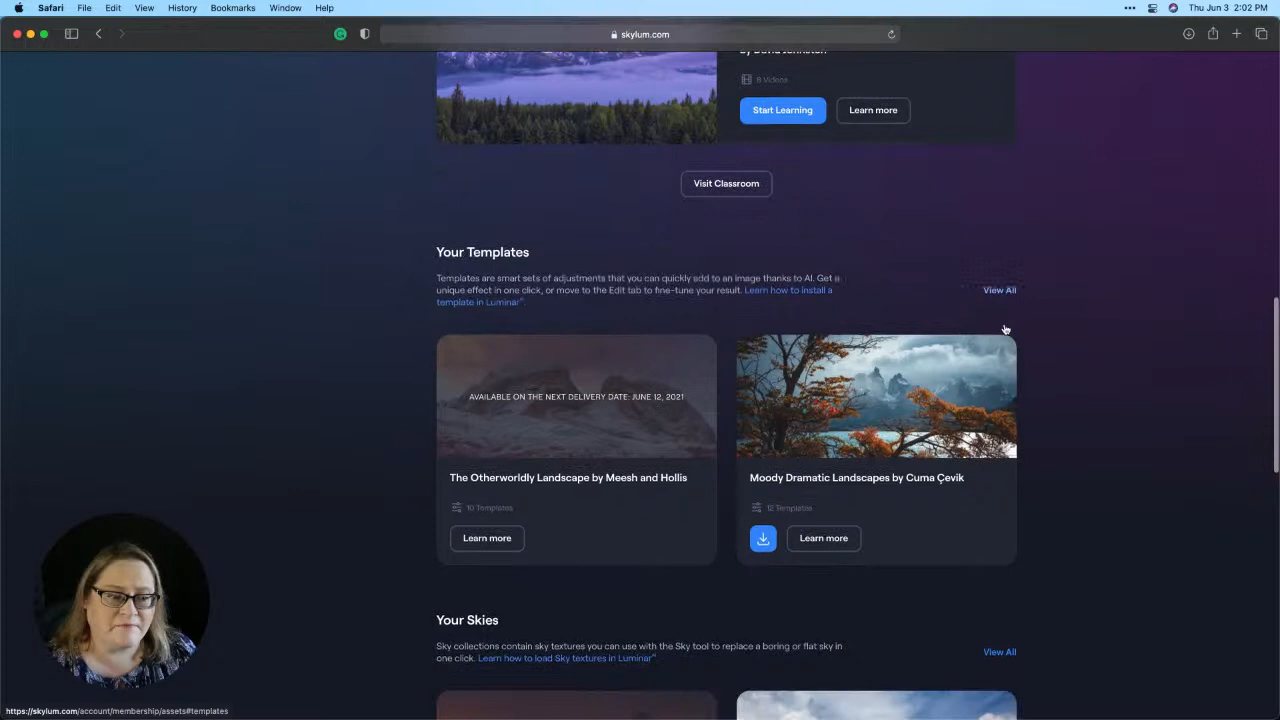 Safari File Edit View History Bookmarks Window Help
Thu Jun 3 2:02 PM
skylum.com
by David Johnston
8 Videos
Start Learning
Learn more
Visit Classroom
Your Templates
Templates are smart sets of adjustments that you can quickly add to an image thanks to AI. Get a
unique effect in one click, or move to the Edit tab to fine-tune your result. Learn how to install a
template in Luminar
View All
AVAILABLE ON THE NEXT DELIVERY DATE: JUNE 12, 2021
The Otherworldly Landscape by Meesh and Hollis
10 Templates
Learn more
Moody Dramatic Landscapes by Cuma Çevik
12 Templates
Learn more
Your Skies
Sky collections contain sky textures you can use with the Sky tool to replace a boring or flat sky in
one click. Learn how to load Sky textures in Luminar
View All
https://skylum.com/account/membership/assets#templates